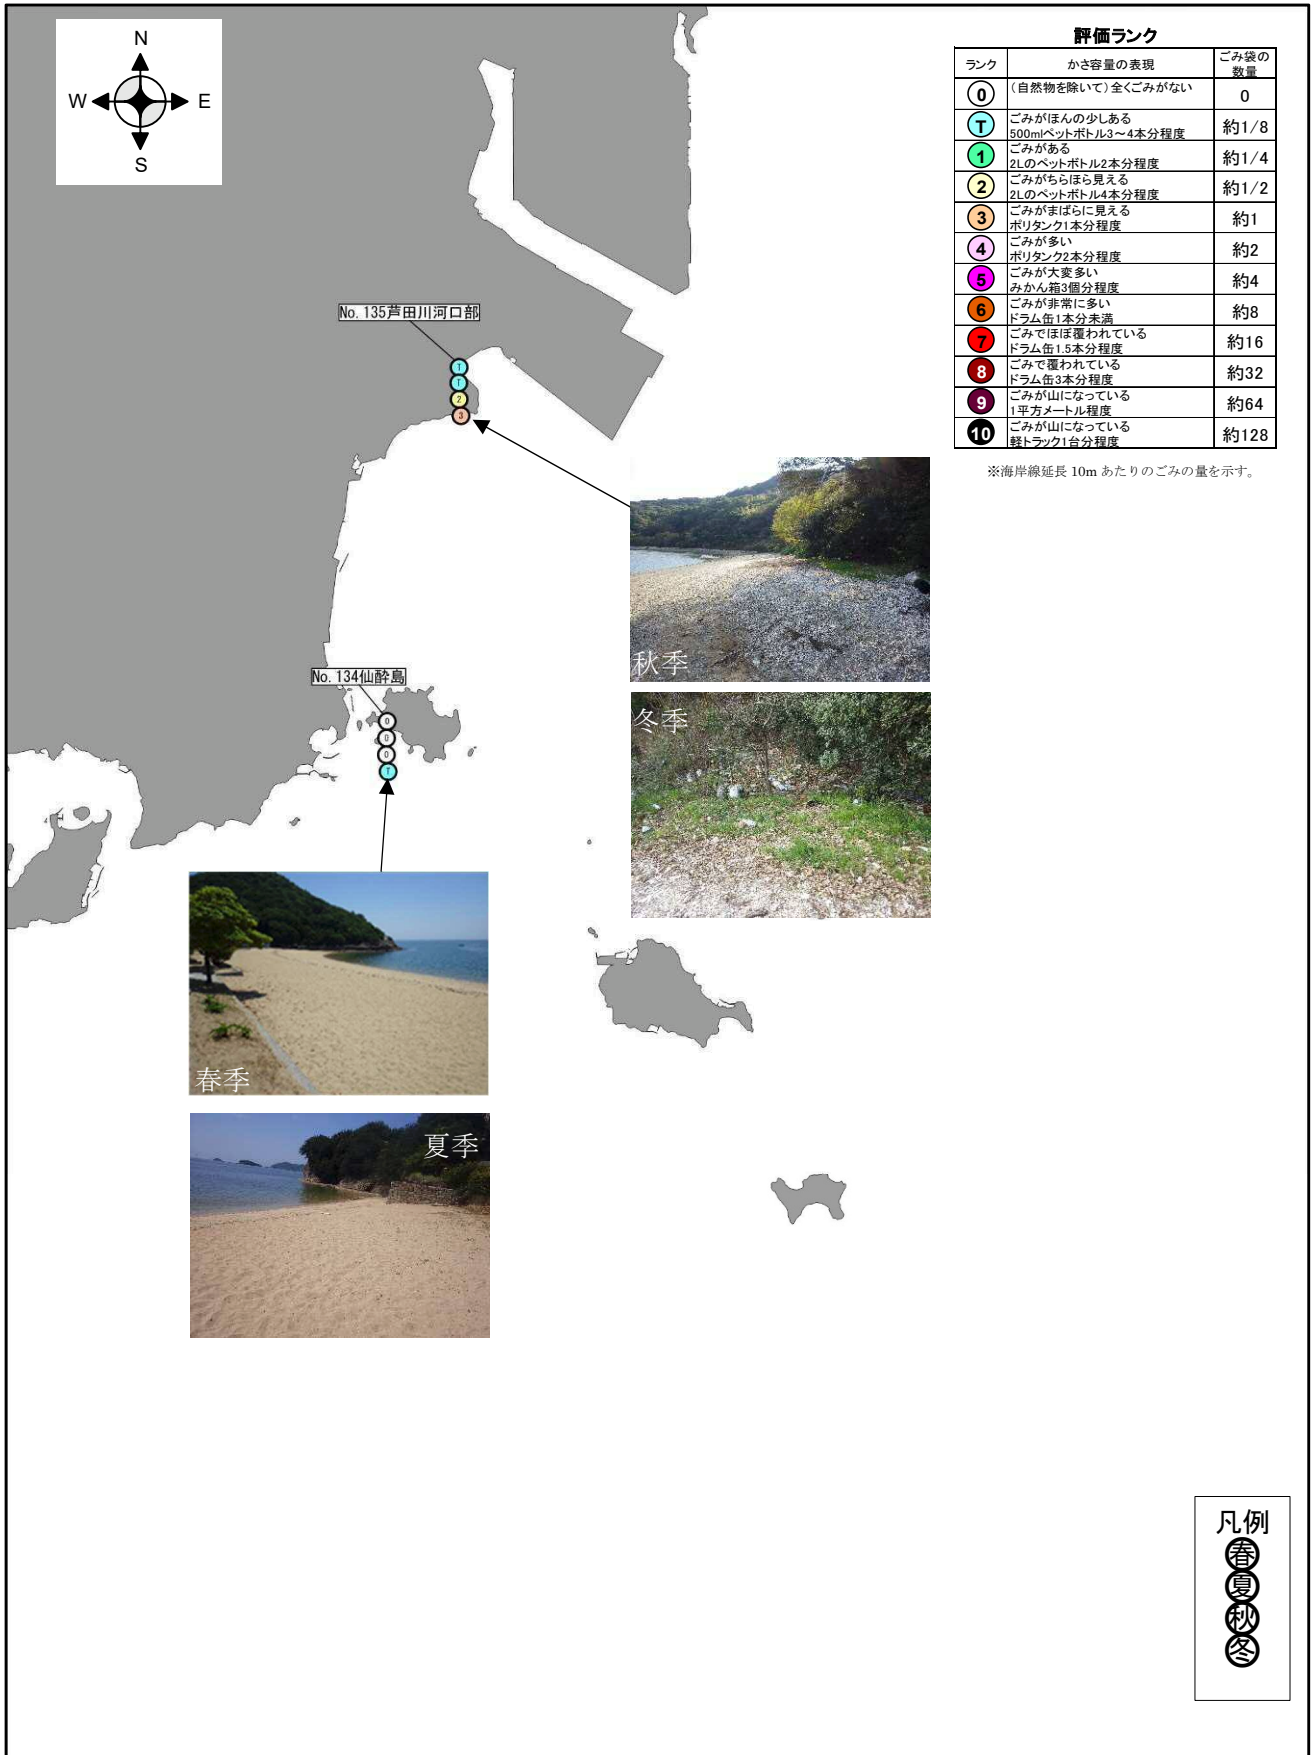 N
W E
S
評価ランク
ランク かさ容量の表現 ごみ袋の数量
0 (自然物を除いて)全くごみがない 0
T ごみがほんの少しある 約1/8
500mlペットボトル3～4本分程度
1 ごみがある 約1/4
2Lのペットボトル2本分程度
2 ごみがちらほら見える 約1/2
2Lのペットボトル4本分程度
3 ごみがまばらに見える 約1
ポリタンク1本分程度
4 ごみが多い 約2
ポリタンク2本分程度
5 ごみが大変多い 約4
みかん箱3個分程度
6 ごみが非常に多い 約8
ドラム缶1本分未満
7 ごみでほぼ覆われている 約16
ドラム缶1.5本分程度
8 ごみで覆われている 約32
ドラム缶3本分程度
9 ごみが山になっている 約64
1平方メートル程度
10 ごみが山になっている 約128
軽トラック1台分程度
※海岸線延長 10m あたりのごみの量を示す。
No. 135芦田川河口部
T
T
2
3
秋季
冬季
No. 134仙酔島
0
0
0
T
春季
夏季
凡例
春
夏
秋
冬